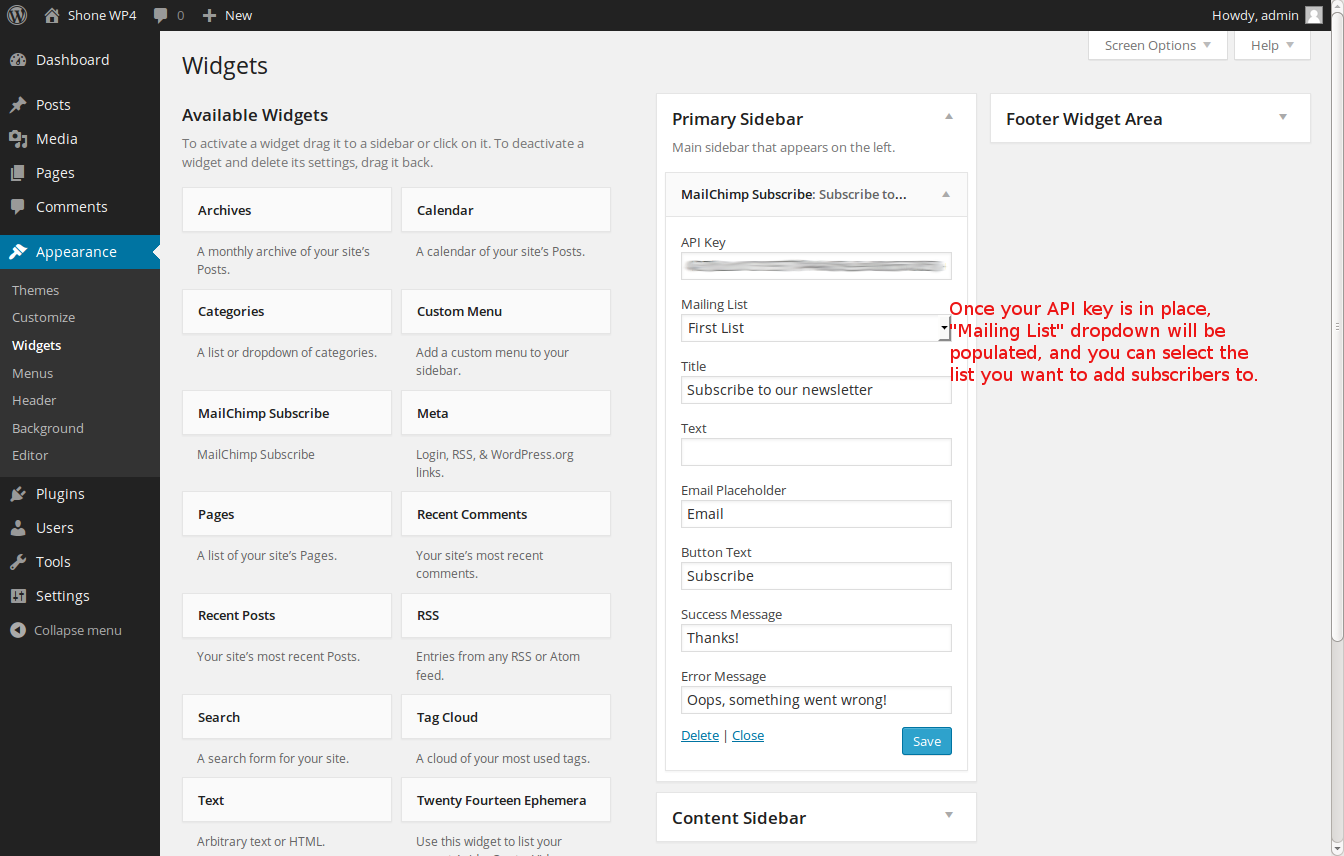 Shone WP4
0
New
Howdy, admin
Dashboard
Posts
Media
Pages
Comments
Appearance
Themes
Customize
Widgets
Menus
Header
Background
Editor
Plugins
Users
Tools
Settings
Collapse menu
Screen Options
Help
Widgets
Available Widgets
To activate a widget drag it to a sidebar or click on it. To deactivate a
widget and delete its settings, drag it back.
Archives
A monthly archive of your site’s
Posts.
Calendar
A calendar of your site’s Posts.
Categories
A list or dropdown of categories.
Custom Menu
Add a custom menu to your
sidebar.
MailChimp Subscribe
MailChimp Subscribe
Meta
Login, RSS, & WordPress.org
links.
Pages
A list of your site’s Pages.
Recent Comments
Your site’s most recent
comments.
Recent Posts
Your site’s most recent Posts.
RSS
Entries from any RSS or Atom
feed.
Search
A search form for your site.
Tag Cloud
A cloud of your most used tags.
Text
Arbitrary text or HTML.
Twenty Fourteen Ephemera
Use this widget to list your
Primary Sidebar
Main sidebar that appears on the left.
MailChimp Subscribe: Subscribe to...
API Key
Mailing List
First List
Title
Subscribe to our newsletter
Text
Email Placeholder
Email
Button Text
Subscribe
Success Message
Thanks!
Error Message
Oops, something went wrong!
Delete | Close
Save
Content Sidebar
Footer Widget Area
Once your API key is in place,
"Mailing List" dropdown will be
populated, and you can select the
list you want to add subscribers to.